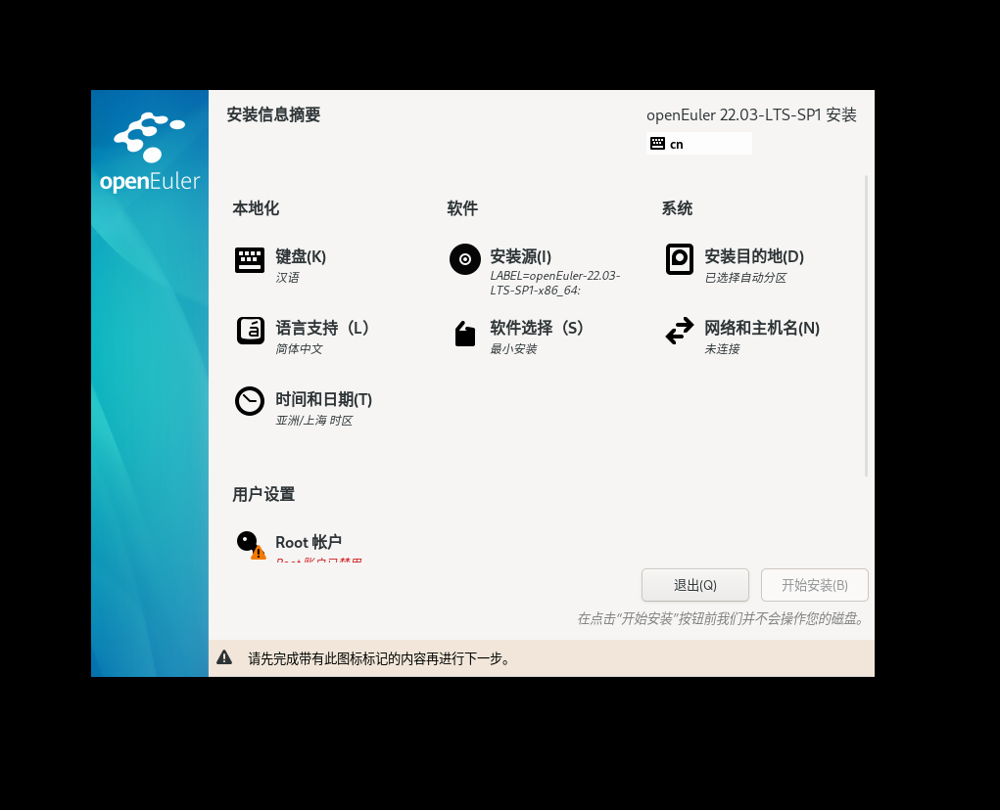 安装信息摘要
openEuler 22.03-LTS-SP1 安装
cn
openEuler
本地化
软件
系统
键盘(K)
汉语
安装源(I)
LABEL=openEuler-22.03-
LTS-SP1-x86_64:
安装目的地(D)
已选择自动分区
语言支持（L）
简体中文
软件选择（S）
最小安装
网络和主机名(N)
未连接
时间和日期(T)
亚洲/上海 时区
用户设置
Root 帐户
Root 账户已禁用
退出(Q)
开始安装(B)
在点击“开始安装”按钮前我们并不会操作您的磁盘。
请先完成带有此图标标记的内容再进行下一步。